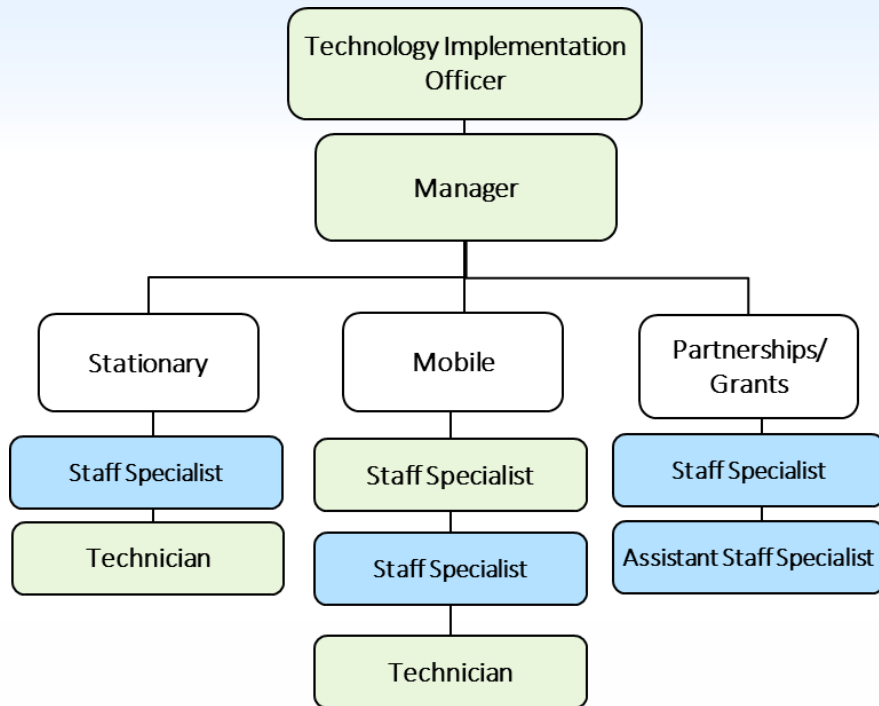 Technology Implementation
Officer
Manager
Stationary
Mobile
Partnerships/
Grants
Staff Specialist
Staff Specialist
Staff Specialist
Technician
Staff Specialist
Assistant Staff Specialist
Technician